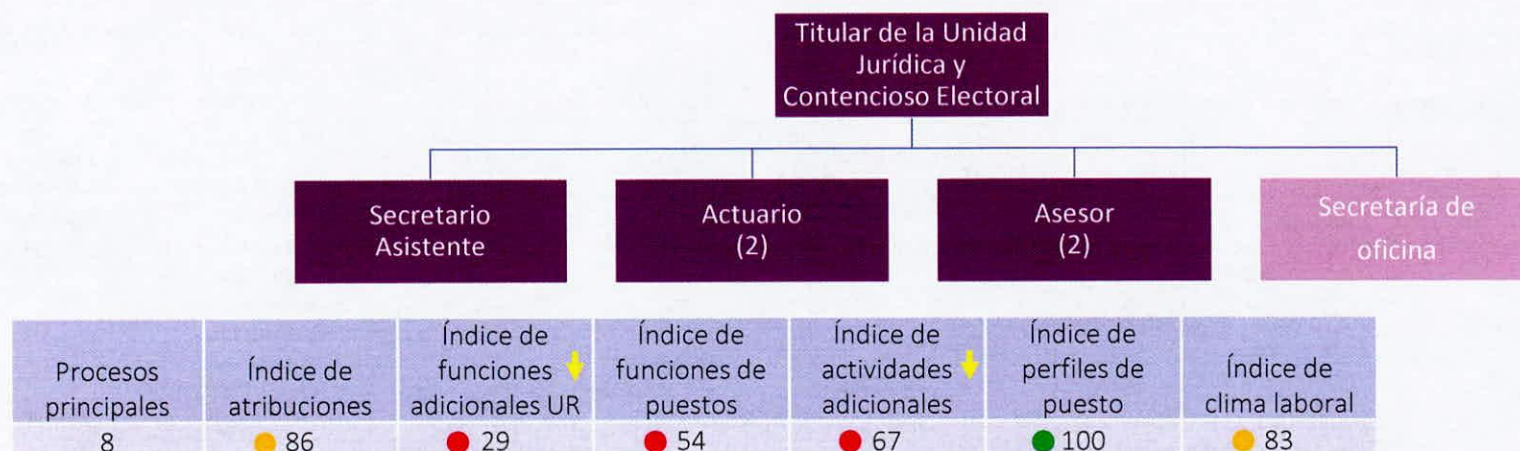 Titular de la Unidad
Jurídica y
Contencioso Electoral
Secretario
Asistente
Actuario
(2)
Asesor
(2)
Secretaría de
oficina
Procesos
principales
Índice de
atribuciones
Índice de
funciones
adicionales UR
Índice de
funciones de
puestos
Índice de
actividades
adicionales
Índice de
perfiles de
puesto
Índice de
clima laboral
8
86
29
54
67
100
83